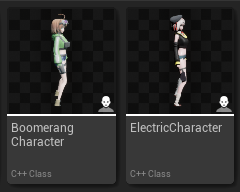 Boomerang
Character
C++ Class
ElectricCharacter
C++ Class